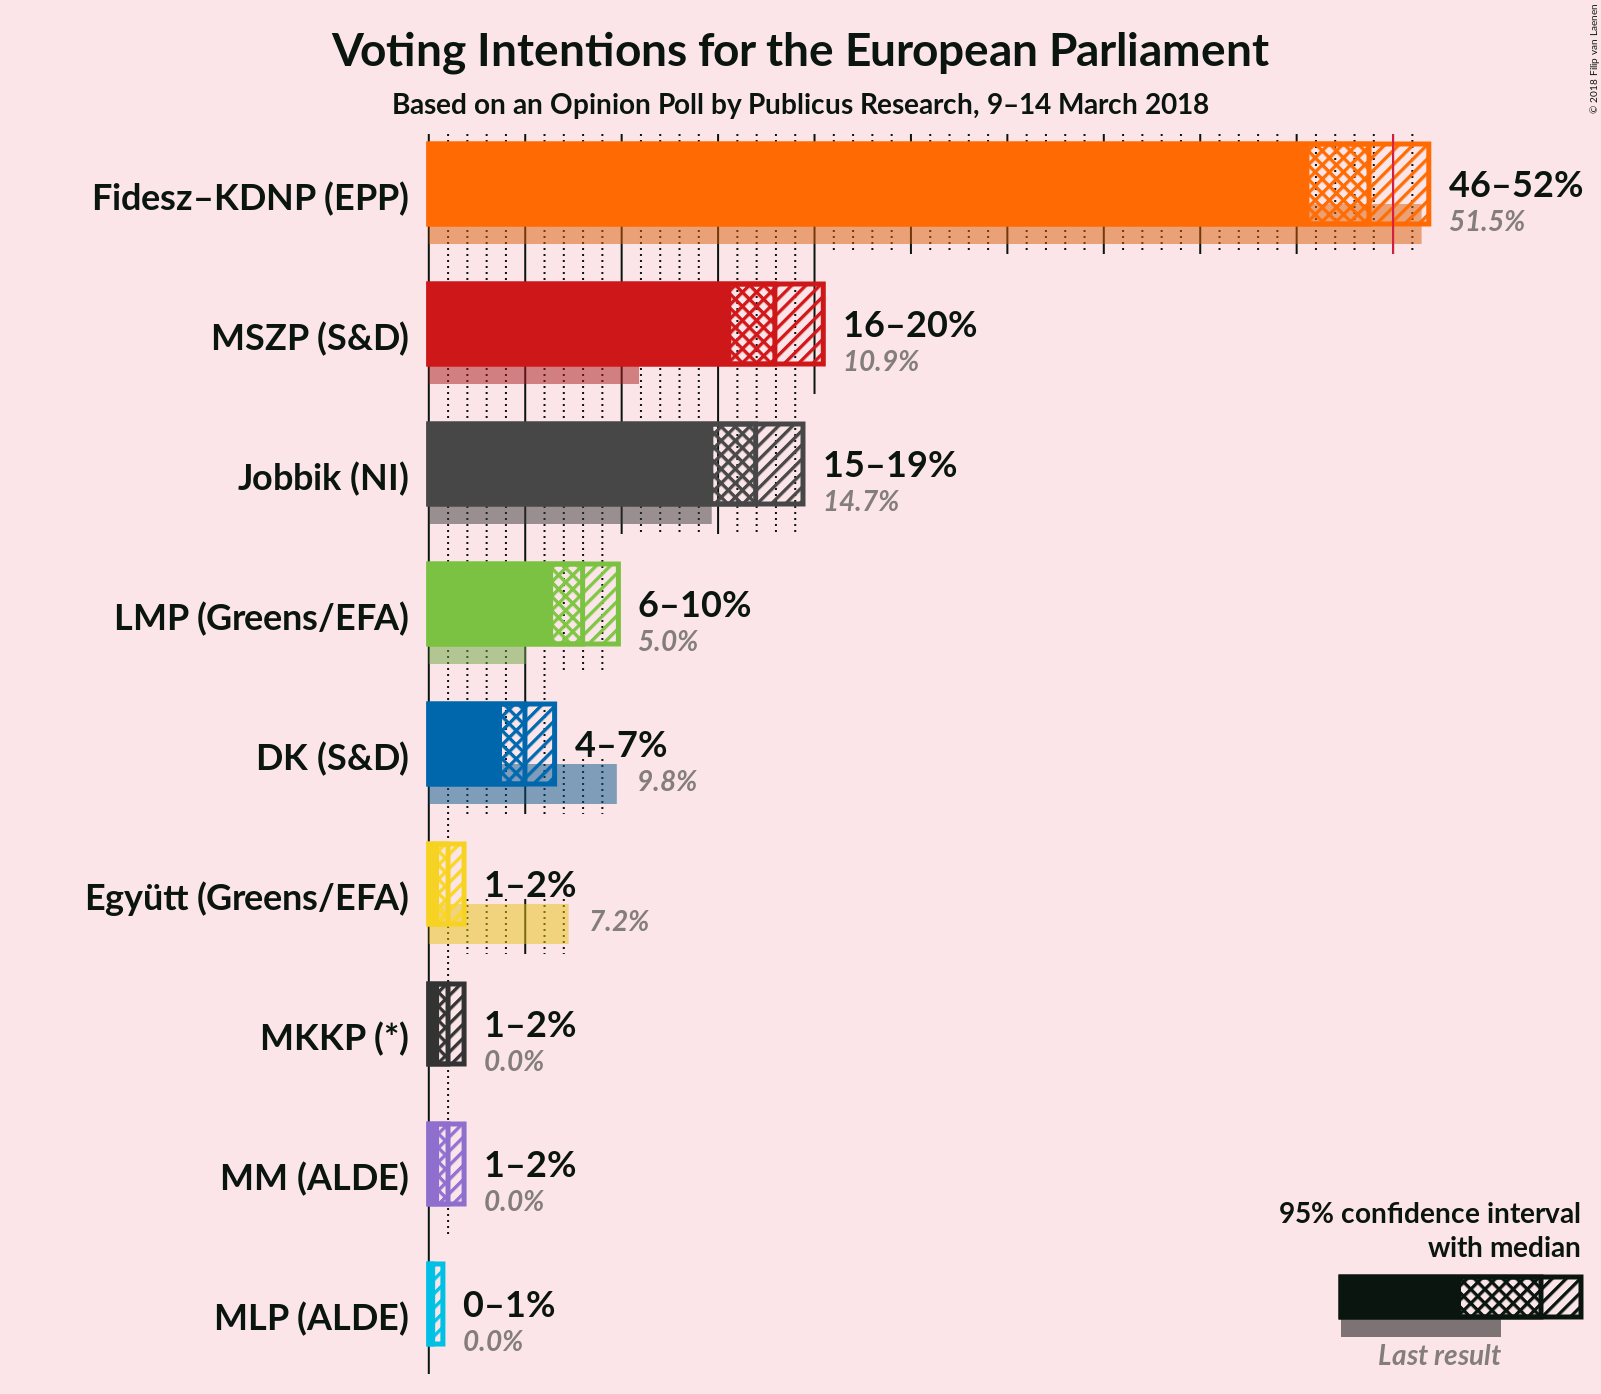 © 2018 Filip van Laenen
Voting Intentions for the European Parliament
Based on an Opinion Poll by Publicus Research, 9–14 March 2018
Fidesz–KDNP (EPP)
46–52%
51.5%
MSZP (S&D)
16–20%
10.9%
Jobbik (NI)
15–19%
14.7%
LMP (Greens/EFA)
6–10%
5.0%
DK (S&D)
4–7%
9.8%
Együtt (Greens/EFA)
1–2%
7.2%
MKKP (*)
1–2%
0.0%
MM (ALDE)
1–2%
0.0%
MLP (ALDE)
0–1%
0.0%
95% confidence interval
with median
Last result